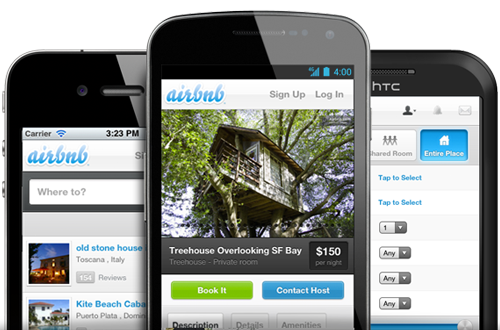 Carrier 3:23 PM
airbnb
Where to?
old stone house
Toscana , Italy
154 Reviews
Kite Beach Caba
Puerto Plata , Domin
4G 4:00
airbnb Sign Up Log In
Treehouse Overlooking SF Bay
Treehouse - Private room
$150
per night
Book It Contact Host
Description Details Amenities
htc
Shared Room Entire Place
Tap to Select
Tap to Select
1
Any
Any
Any